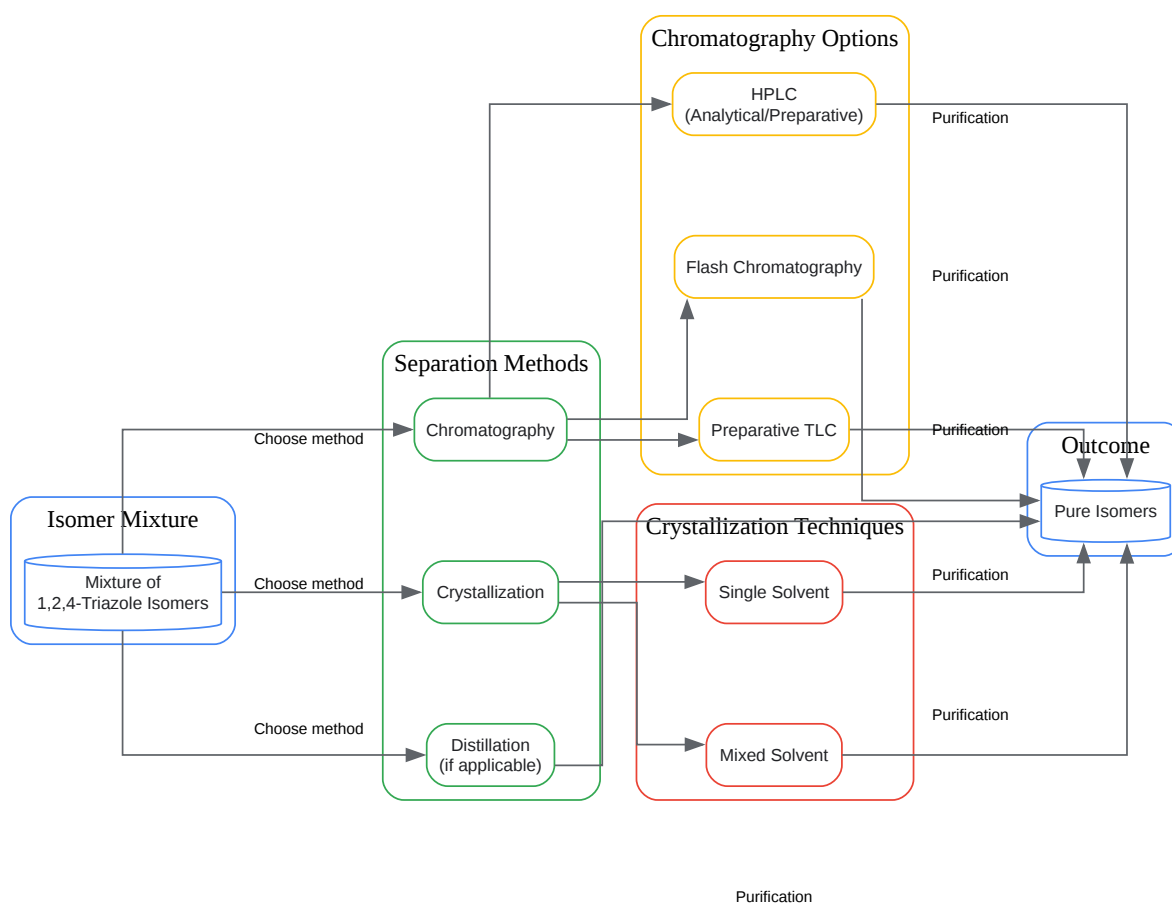 Chromatography Options
HPLC
(Analytical/Preparative)
Purification
Flash Chromatography
Purification
Separation Methods
Chromatography
Preparative TLC
Choose method
Purification
Outcome
Pure Isomers
Isomer Mixture
Mixture of
1,2,4-Triazole Isomers
Choose method
Crystallization
Crystallization Techniques
Single Solvent
Purification
Choose method
Distillation
(if applicable)
Mixed Solvent
Purification
Purification